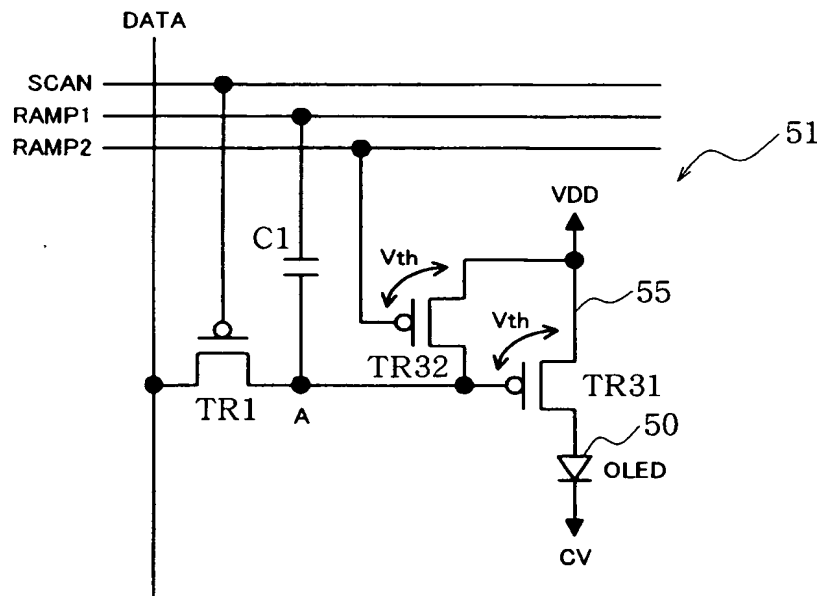 DATA
SCAN
RAMP1
RAMP2
51
VDD
C1
Vth
55
Vth
TR32
TR31
TR1
A
50
OLED
CV